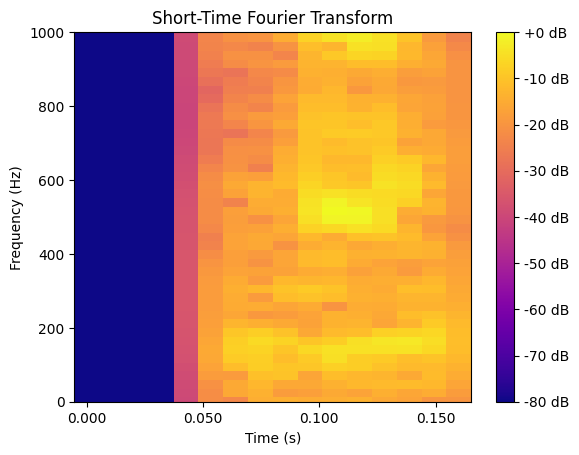 Short-Time Fourier Transform
1000
800
600
400
200
0
Frequency (Hz)
0.000
0.050
0.100
0.150
Time (s)
+0 dB
-10 dB
-20 dB
-30 dB
-40 dB
-50 dB
-60 dB
-70 dB
-80 dB